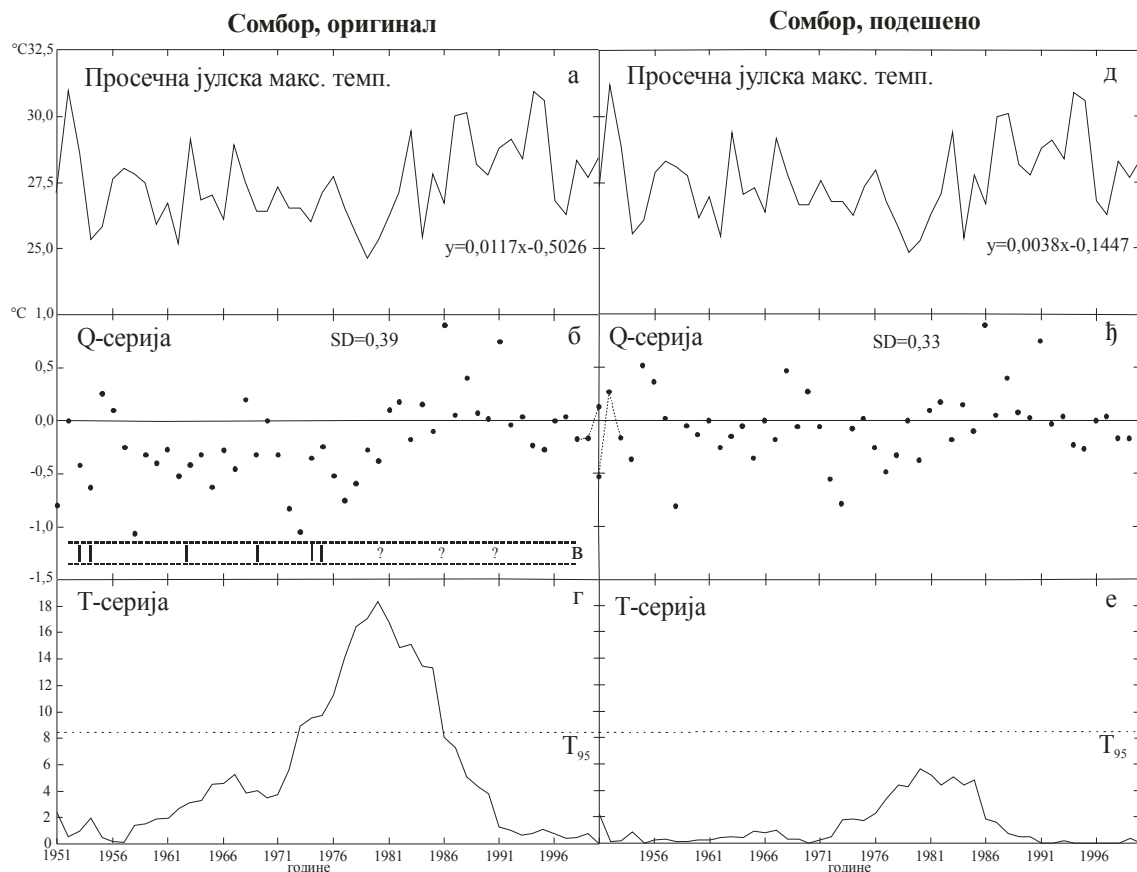 Сомбор, оригинал
Сомбор, подешено
°C32,5
Просечна јулска макс. темп.
а
30,0
27,5
25,0
y=0,0117x-0,5026
Просечна јулска макс. темп.
д
y=0,0038x-0,1447
°C 1,0
Q-серија
SD=0,39
б
0,5
0,0
-0,5
-1,0
? ? ?
в
-1,5
Q-серија
SD=0,33
ђ
Т-серија
г
18
16
14
12
10
8
6
4
2
0
T95
Т-серија
е
T95
1951 1956 1961 1966 1971 1976 1981 1986 1991 1996
године
1956 1961 1966 1971 1976 1981 1986 1991 1996
године